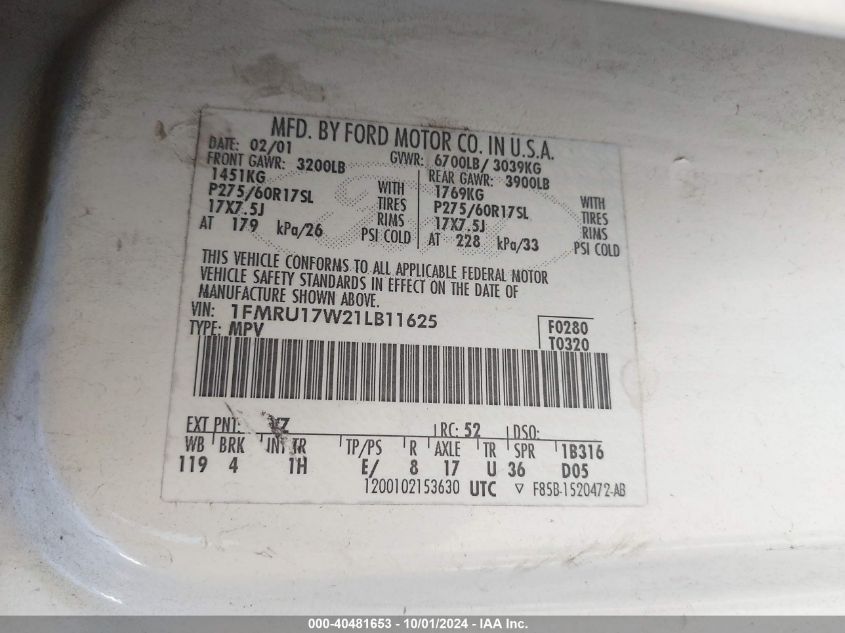 MFD. BY FORD MOTOR CO. IN U.S.A.
DATE: 02/01 GVWR: 6700LB/ 3039KG
FRONT GAWR: 3200LB REAR GAWR: 3900LB
1451KG WITH 1769KG WITH
P275/60R17SL TIRES P275/60R17SL TIRES
17X7.5J RIMS 17X7.5J RIMS
AT 179 kPa/26 PSI COLD AT 228 kPa/33 PSI COLD
THIS VEHICLE CONFORMS TO ALL APPLICABLE FEDERAL MOTOR
VEHICLE SAFETY STANDARDS IN EFFECT ON THE DATE OF
MANUFACTURE SHOWN ABOVE.
VIN: 1FMRU17W21LB11625 F0280
TYPE: MPV T0320
EXT PNT: RC: 52 DSO:
WB BRK INT TR TP/PS R AXLE TR SPR 1B316
119 4 1H E/ 8 17 U 36 D05
1200102153630 UTC ▽ F85B-1520472-AB
000-40481653 - 10/01/2024 - IAA Inc.